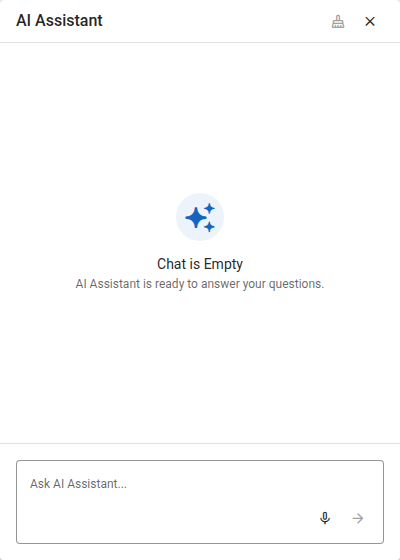 AI Assistant
Chat is Empty
AI Assistant is ready to answer your questions.
Ask AI Assistant...